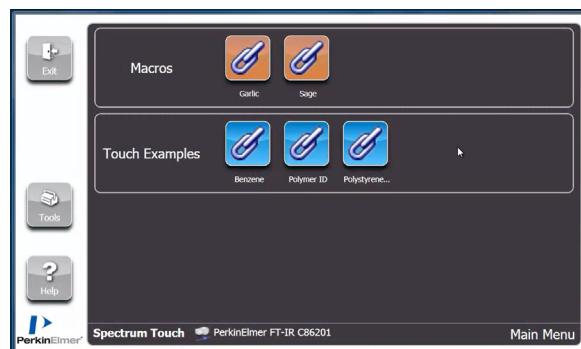 Exit
Macros
Garlic
Sage
Touch Examples
Benzene
Polymer ID
Polystyrene...
Tools
Help
PerkinElmer
Spectrum Touch
PerkinElmer FT-IR C86201
Main Menu